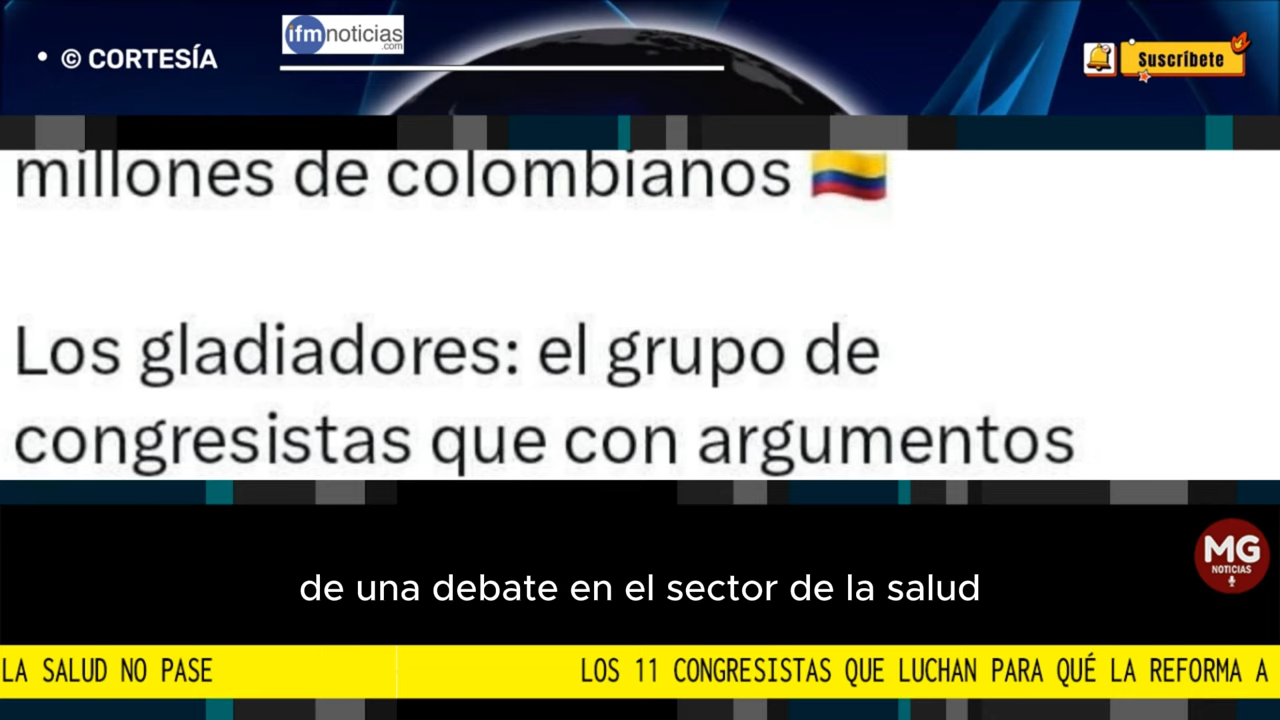 • © CORTESÍA
ifmnoticias
.com
Suscríbete
millones de colombianos
Los gladiadores: el grupo de
congresistas que con argumentos
MG
NOTICIAS
de una debate en el sector de la salud
LA SALUD NO PASE
LOS 11 CONGRESISTAS QUE LUCHAN PARA QUÉ LA REFORMA A